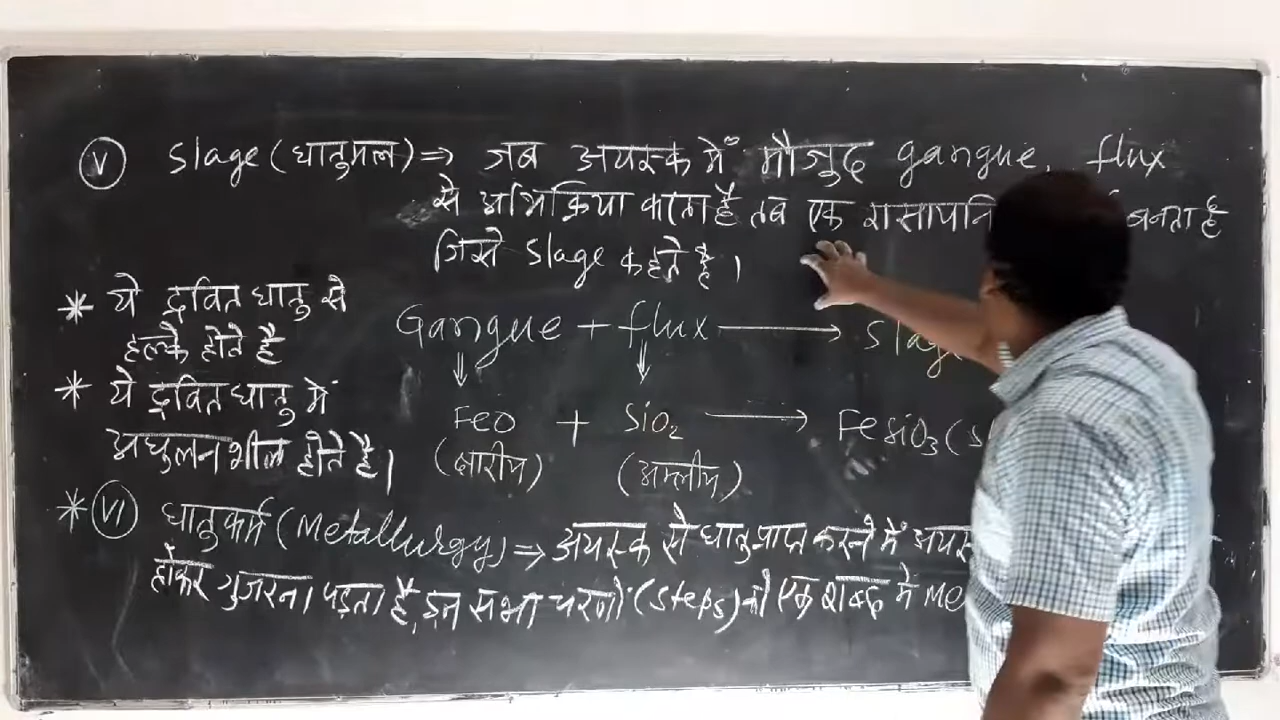 (V) Slage (धातुमल) ⇒ जब अयस्क में मौजुद gangue, flux
से अभिक्रिया करता है तब एक बनता है
जिसे Slage कहते है।
* ये द्रवित धातु से
हल्के होते है
Gangue + flux ⟶ Slag
* ये द्रवित धातु में
अघुलनशील होते है।
⇓ ⇓
FeO + SiO₂ ⟶ FeSiO₃ (S
(क्षारीय) (अम्लीय)
* (VI) धातुकर्म (Metallurgy) ⇒ अयस्क से धातु प्राप्त करने में
होकर गुजरना पड़ता है, इन सभी चरणों (Steps) को एक शब्द में Me